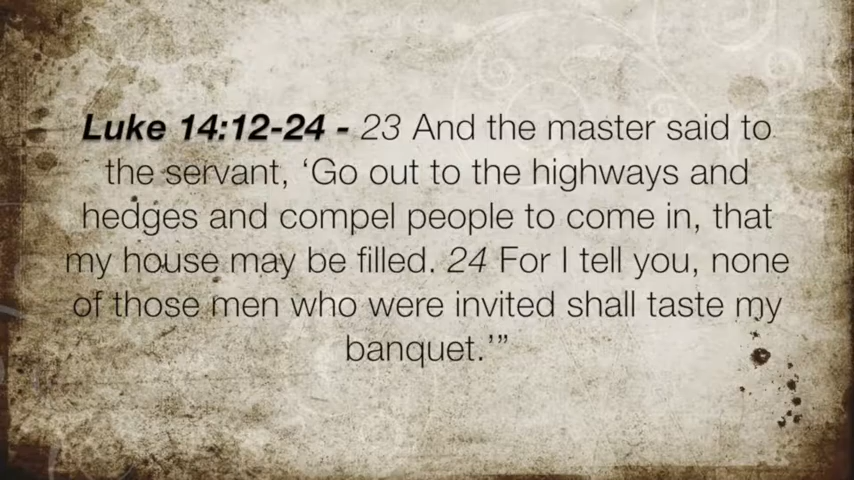 Luke 14:12-24 - 23 And the master said to
the servant, ‘Go out to the highways and
hedges and compel people to come in, that
my house may be filled. 24 For I tell you, none
of those men who were invited shall taste my
banquet.’”